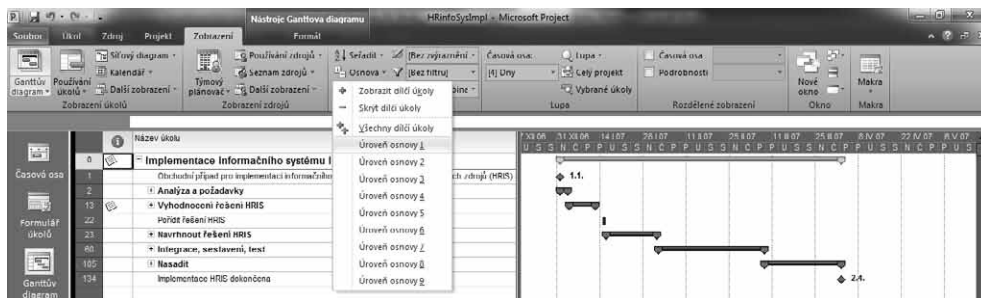 Nástroje Ganttova diagramu
HRinfoSysImpl - Microsoft Project
Soubor Úkol Zdroj Projekt Zobrazení Formát
Ganttův diagram
Používání úkolů
Síťový diagram
Kalendář
Další zobrazení
Zobrazení úkolů
Týmový plánovač
Používání zdrojů
Seznam zdrojů
Další zobrazení
Zobrazení zdrojů
Seřadit
Osnova
[Bez zvýraznění]
[Bez filtru]
Časová osa:
[4] Dny
Lupa
Celý projekt
Vybrané úkoly
Lupa
Časová osa
Podrobnosti
Rozdělené zobrazení
Nové okno
Okno
Makra
Makra
Zobrazit dílčí úkoly
Skrýt dílčí úkoly
Všechny dílčí úkoly
Úroveň osnovy 1
Úroveň osnovy 2
Úroveň osnovy 3
Úroveň osnovy 4
Úroveň osnovy 5
Úroveň osnovy 6
Úroveň osnovy 7
Úroveň osnovy 8
Úroveň osnovy 9
Časová osa
Formulář úkolů
Ganttův diagram
Název úkolu
0 Implementace informačního systému
1 Obchodní případ pro implementaci informačního ch zdrojů (HRIS)
2 Analýza a požadavky
13 Vyhodnocení řešení HRIS
22 Pořídit řešení HRIS
23 Navrhnout řešení HRIS
60 Integrace, sestavení, test
105 Nasadit
134 Implementace HRIS dokončena
1.1.
2.4.